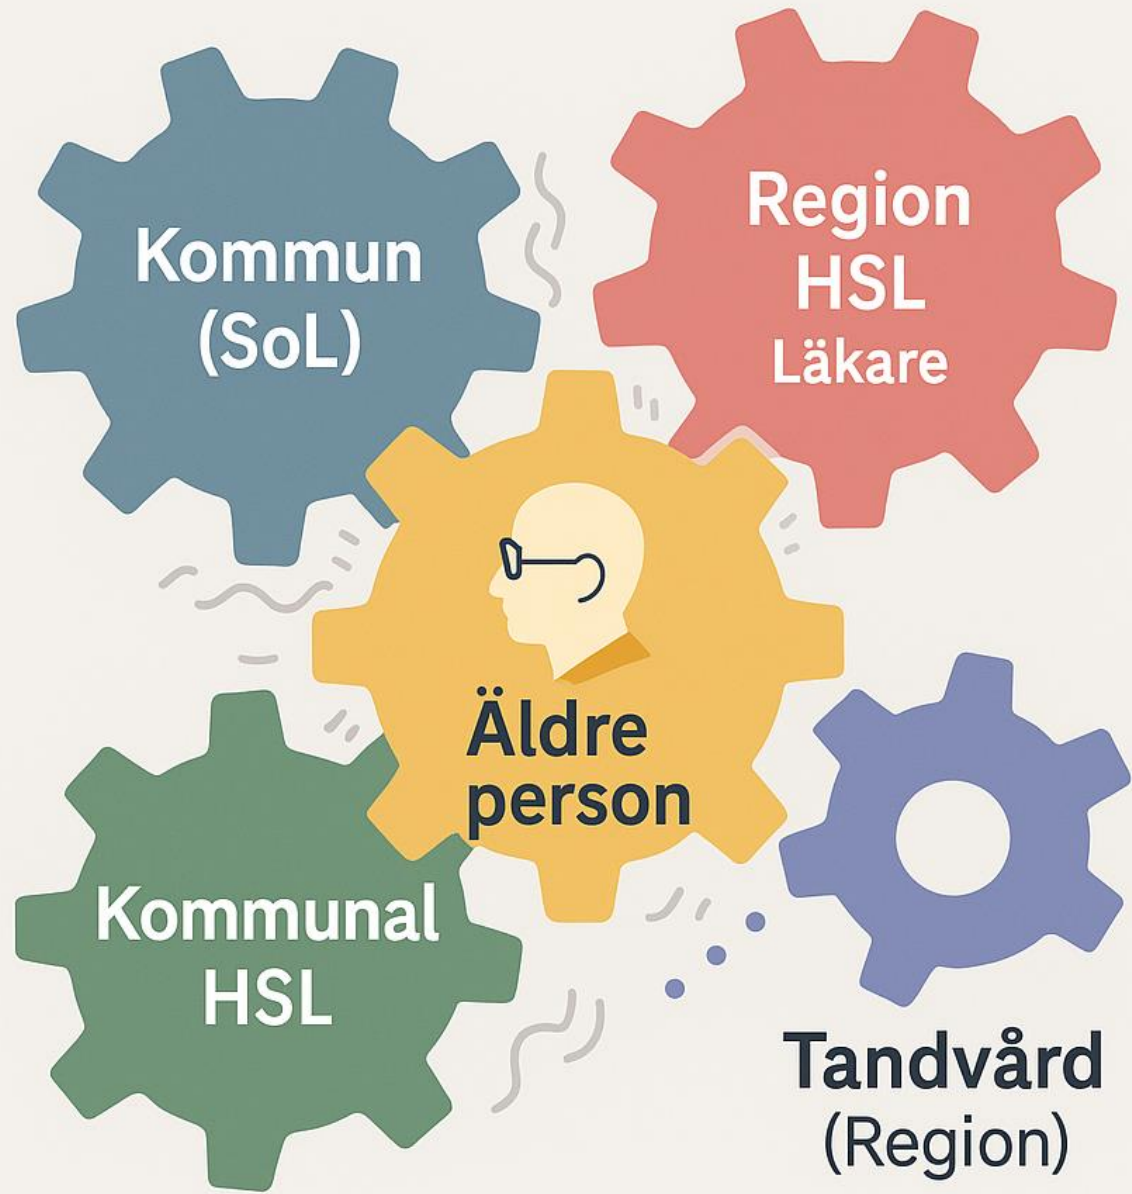 Kommun
(SoL)
Region
HSL
Läkare
Äldre
person
Kommunal
HSL
Tandvård
(Region)